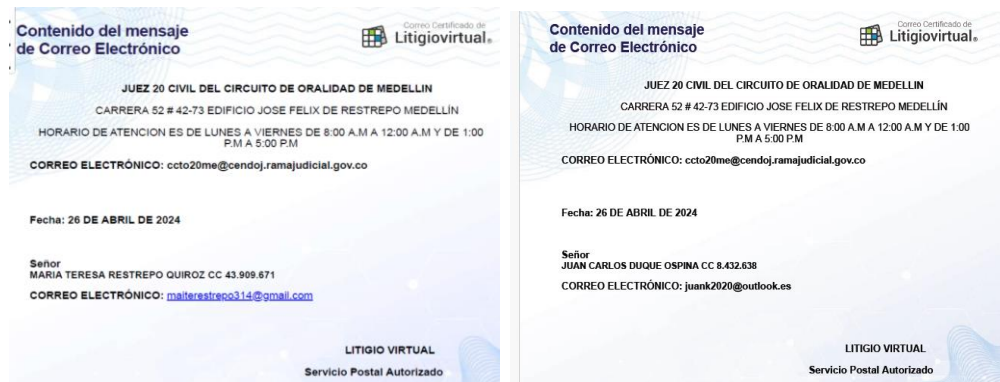 Contenido del mensaje
de Correo Electrónico
Correo Certificado de
Litigiovirtual.
JUEZ 20 CIVIL DEL CIRCUITO DE ORALIDAD DE MEDELLIN
CARRERA 52 # 42-73 EDIFICIO JOSE FELIX DE RESTREPO MEDELLÍN
HORARIO DE ATENCION ES DE LUNES A VIERNES DE 8:00 A.M A 12:00 A.M Y DE 1:00
P.M A 5:00 P.M
CORREO ELECTRÓNICO: ccto20me@cendoj.ramajudicial.gov.co
Fecha: 26 DE ABRIL DE 2024
Señor
MARIA TERESA RESTREPO QUIROZ CC 43.909.671
CORREO ELECTRÓNICO: maiterestrepo314@gmail.com
LITIGIO VIRTUAL
Servicio Postal Autorizado
Contenido del mensaje
de Correo Electrónico
Correo Certificado de
Litigiovirtual.
JUEZ 20 CIVIL DEL CIRCUITO DE ORALIDAD DE MEDELLIN
CARRERA 52 # 42-73 EDIFICIO JOSE FELIX DE RESTREPO MEDELLÍN
HORARIO DE ATENCION ES DE LUNES A VIERNES DE 8:00 A.M A 12:00 A.M Y DE 1:00
P.M A 5:00 P.M
CORREO ELECTRÓNICO: ccto20me@cendoj.ramajudicial.gov.co
Fecha: 26 DE ABRIL DE 2024
Señor
JUAN CARLOS DUQUE OSPINA CC 8.432.638
CORREO ELECTRÓNICO: juank2020@outlook.es
LITIGIO VIRTUAL
Servicio Postal Autorizado